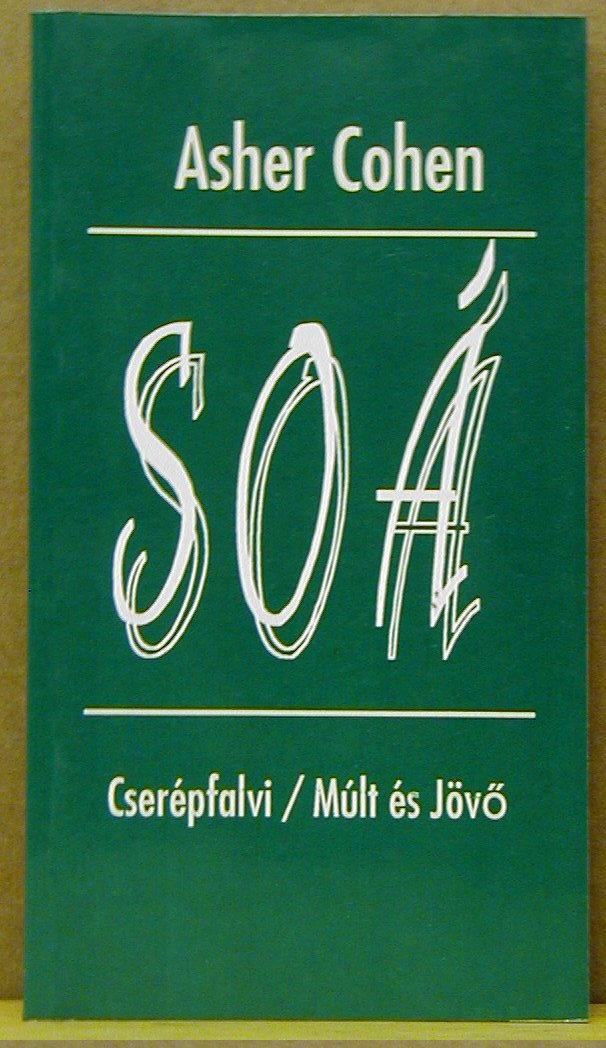 Asher Cohen
SOÁ
Cserépfalvi / Múlt és Jövő